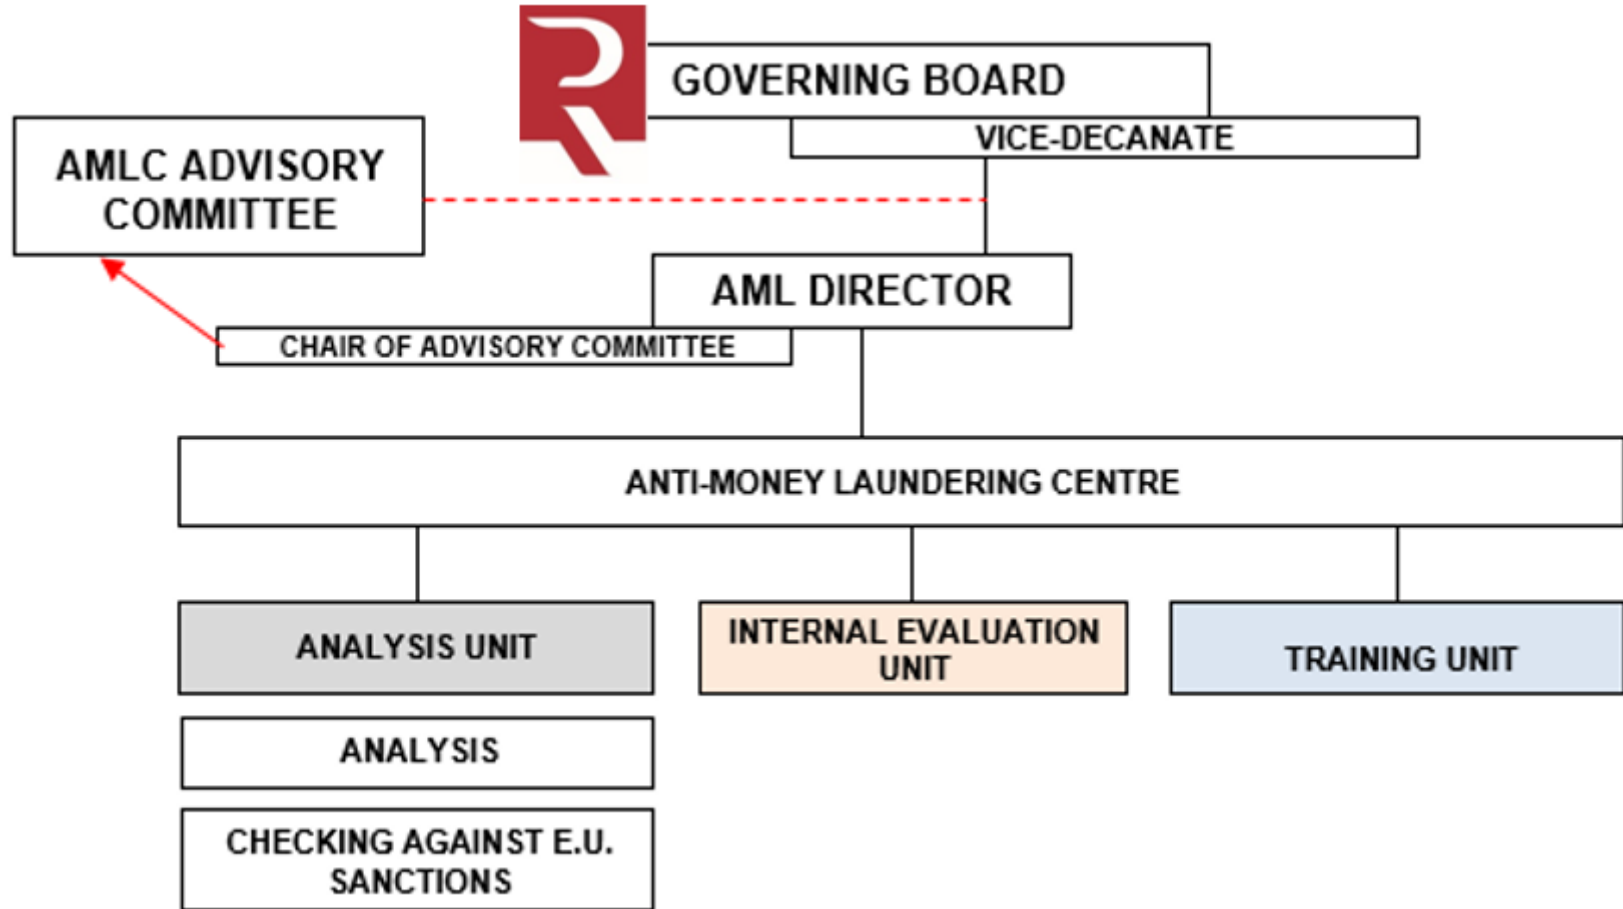 GOVERNING BOARD
VICE-DECANATE
AMLC ADVISORY
COMMITTEE
AML DIRECTOR
CHAIR OF ADVISORY COMMITTEE
ANTI-MONEY LAUNDERING CENTRE
ANALYSIS UNIT
INTERNAL EVALUATION
UNIT
TRAINING UNIT
ANALYSIS
CHECKING AGAINST E.U.
SANCTIONS